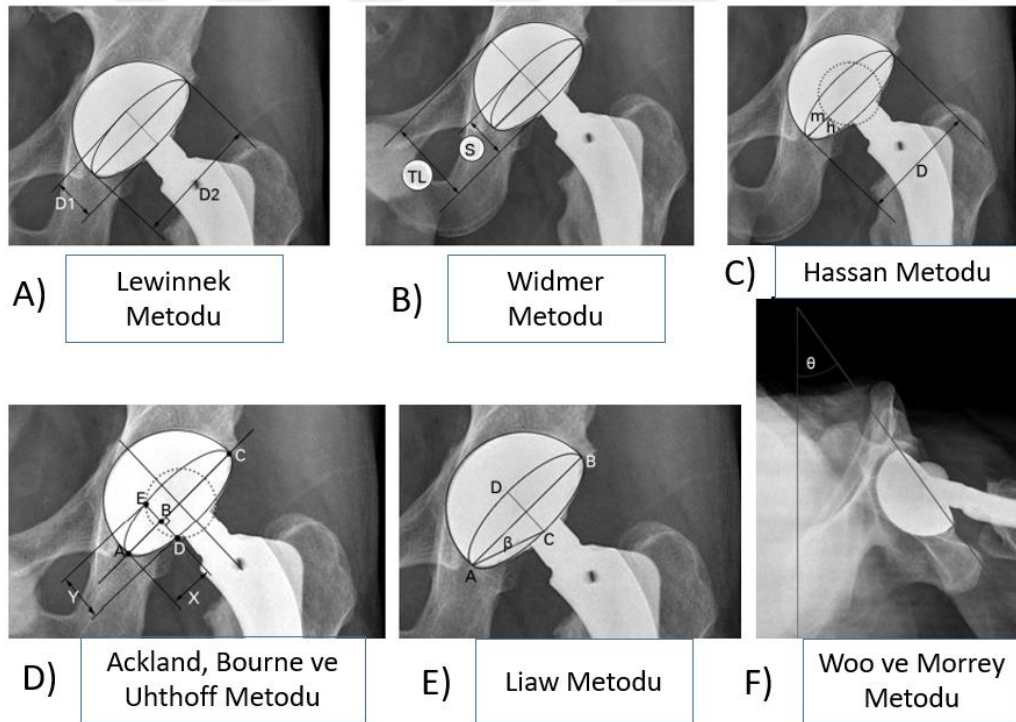 D1
D2
A)
Lewinnek
Metodu
TL
S
B)
Widmer
Metodu
m
h
D
C)
Hassan Metodu
E
B
C
A
D
Y
X
D)
Ackland, Bourne ve
Uhthoff Metodu
D
B
β
C
A
E)
Liaw Metodu
θ
F)
Woo ve Morrey
Metodu